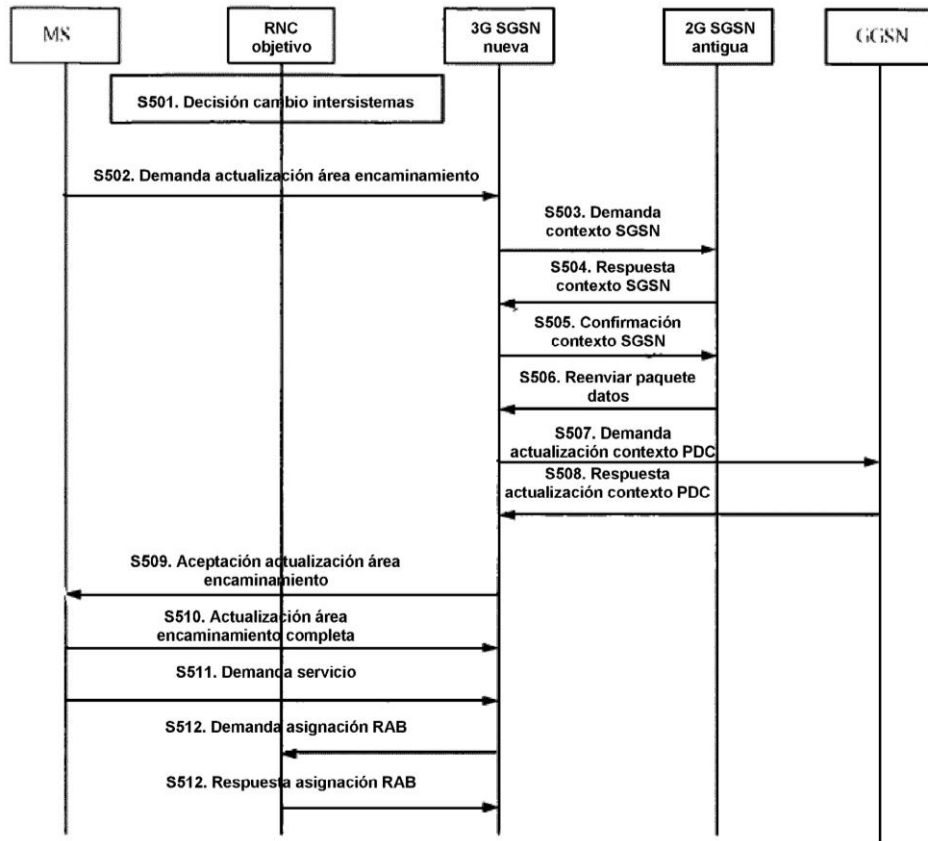 MS
RNC
objetivo
3G SGSN
nueva
2G SGSN
antigua
GGSN
S501. Decisión cambio intersistemas
S502. Demanda actualización área encaminamiento
S503. Demanda
contexto SGSN
S504. Respuesta
contexto SGSN
S505. Confirmación
contexto SGSN
S506. Reenviar paquete
datos
S507. Demanda
actualización contexto PDC
S508. Respuesta
actualización contexto PDC
S509. Aceptación actualización área
encaminamiento
S510. Actualización área
encaminamiento completa
S511. Demanda servicio
S512. Demanda asignación RAB
S512. Respuesta asignación RAB